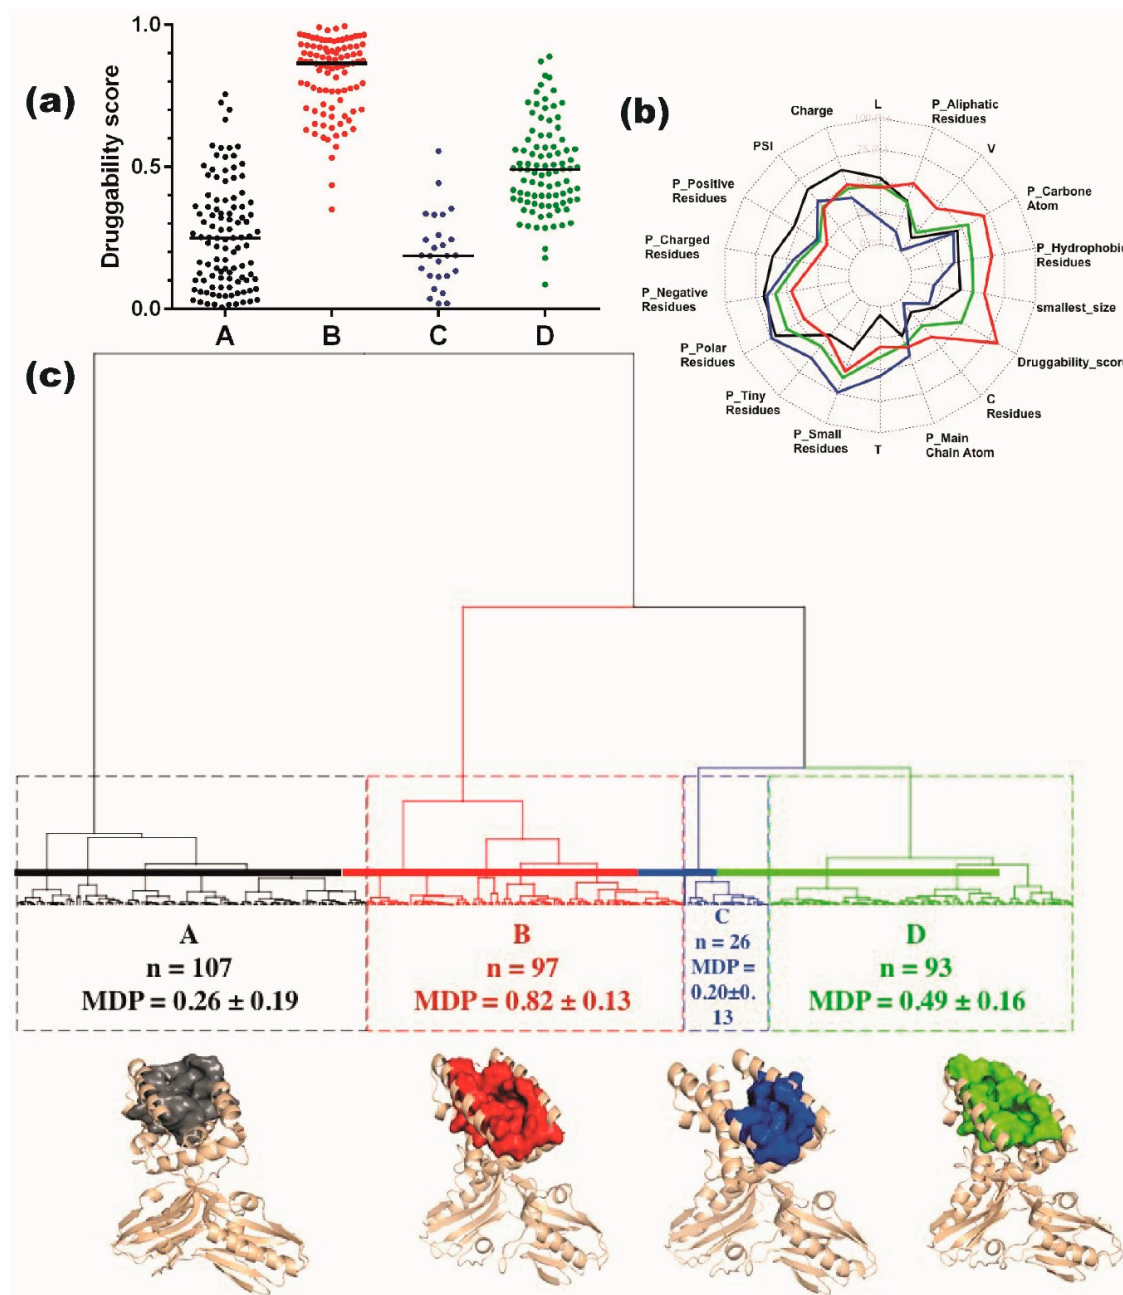 (a)
Druggability score
1.0
0.5
0.0
A
B
C
D
(b)
L
P_Aliphatic
Residues
V
P_Carbone
Atom
P_Hydrophobic
Residues
smallest_size
Druggability_score
C
Residues
P_Main
Chain Atom
T
P_Small
Residues
P_Tiny
Residues
P_Polar
Residues
P_Negative
Residues
P_Charged
Residues
P_Positive
Residues
PSI
Charge
(c)
A
n = 107
MDP = 0.26 ± 0.19
B
n = 97
MDP = 0.82 ± 0.13
C
n = 26
MDP =
0.20±0.
13
D
n = 93
MDP = 0.49 ± 0.16